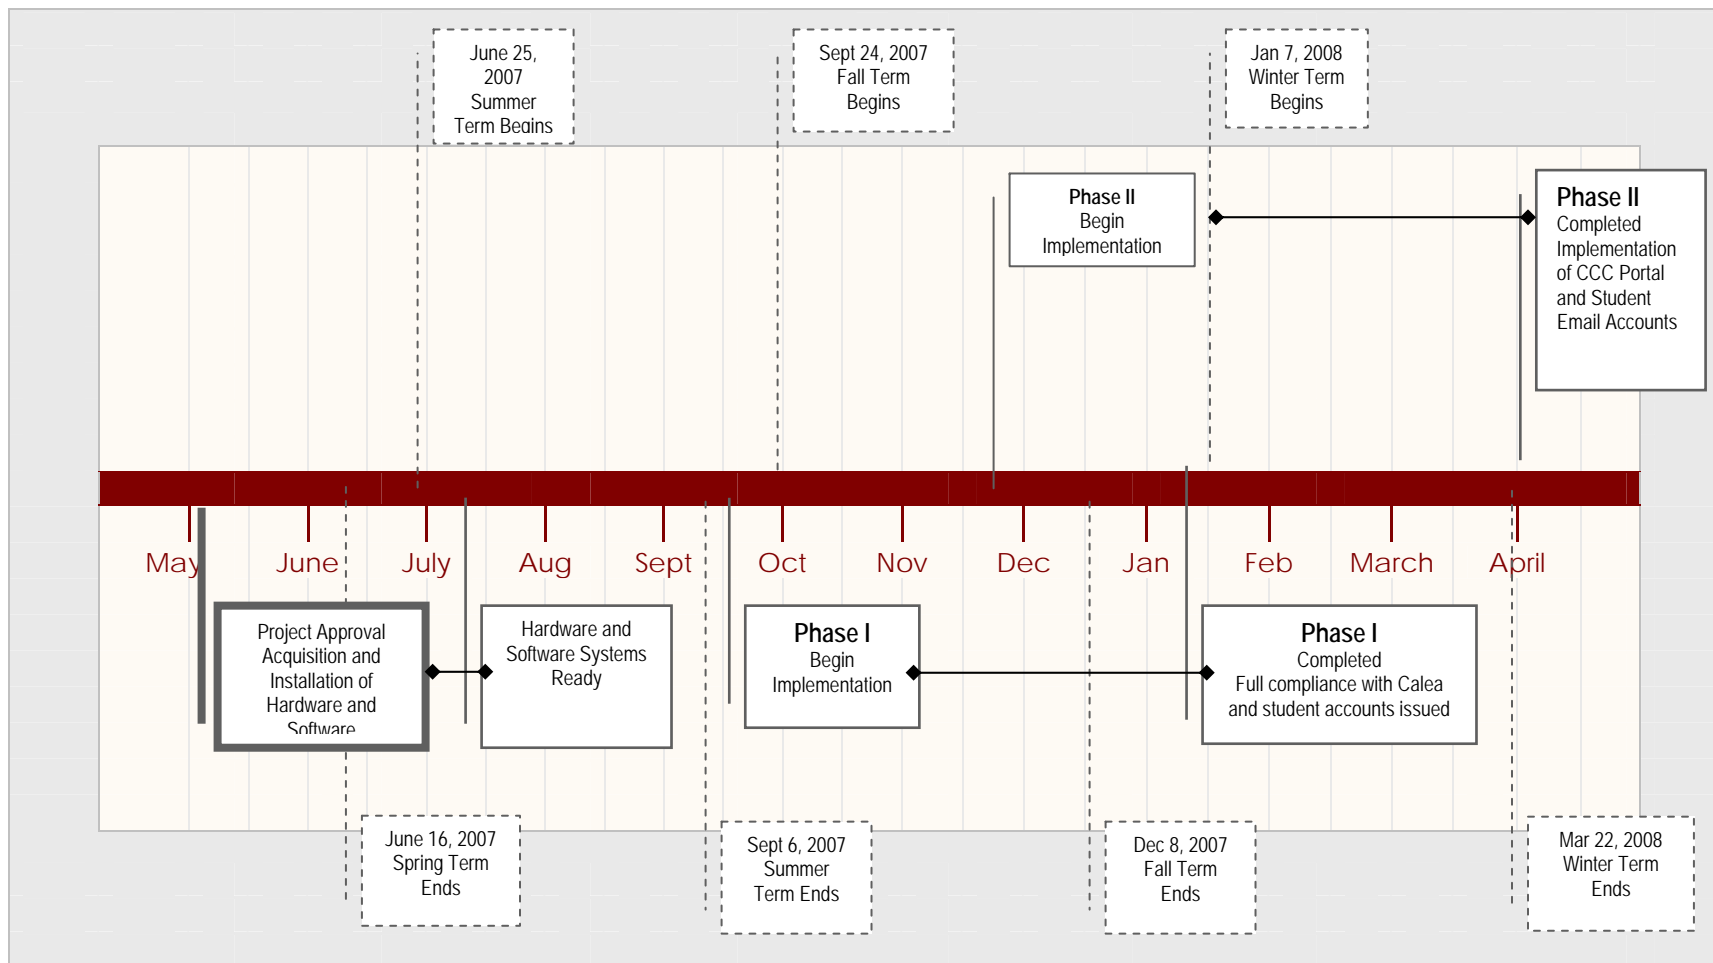 June 25,
2007
Summer
Term Begins
Sept 24, 2007
Fall Term
Begins
Jan 7, 2008
Winter Term
Begins
Phase II
Begin
Implementation
Phase II
Completed
Implementation
of CCC Portal
and Student
Email Accounts
May
June
July
Aug
Sept
Oct
Nov
Dec
Jan
Feb
March
April
Project Approval
Acquisition and
Installation of
Hardware and
Software
Hardware and
Software Systems
Ready
Phase I
Begin
Implementation
Phase I
Completed
Full compliance with Calea
and student accounts issued
June 16, 2007
Spring Term
Ends
Sept 6, 2007
Summer
Term Ends
Dec 8, 2007
Fall Term
Ends
Mar 22, 2008
Winter Term
Ends